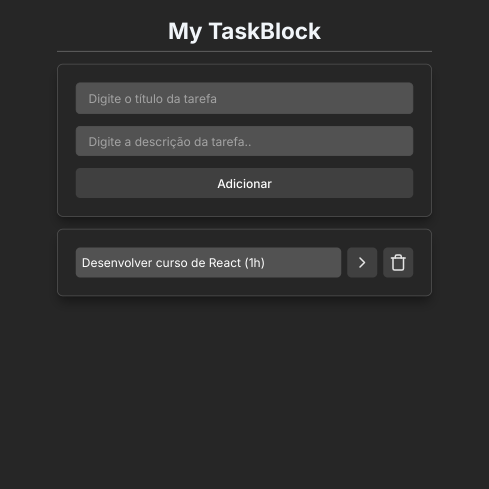 My TaskBlock
Digite o título da tarefa
Digite a descrição da tarefa..
Adicionar
Desenvolver curso de React (1h)